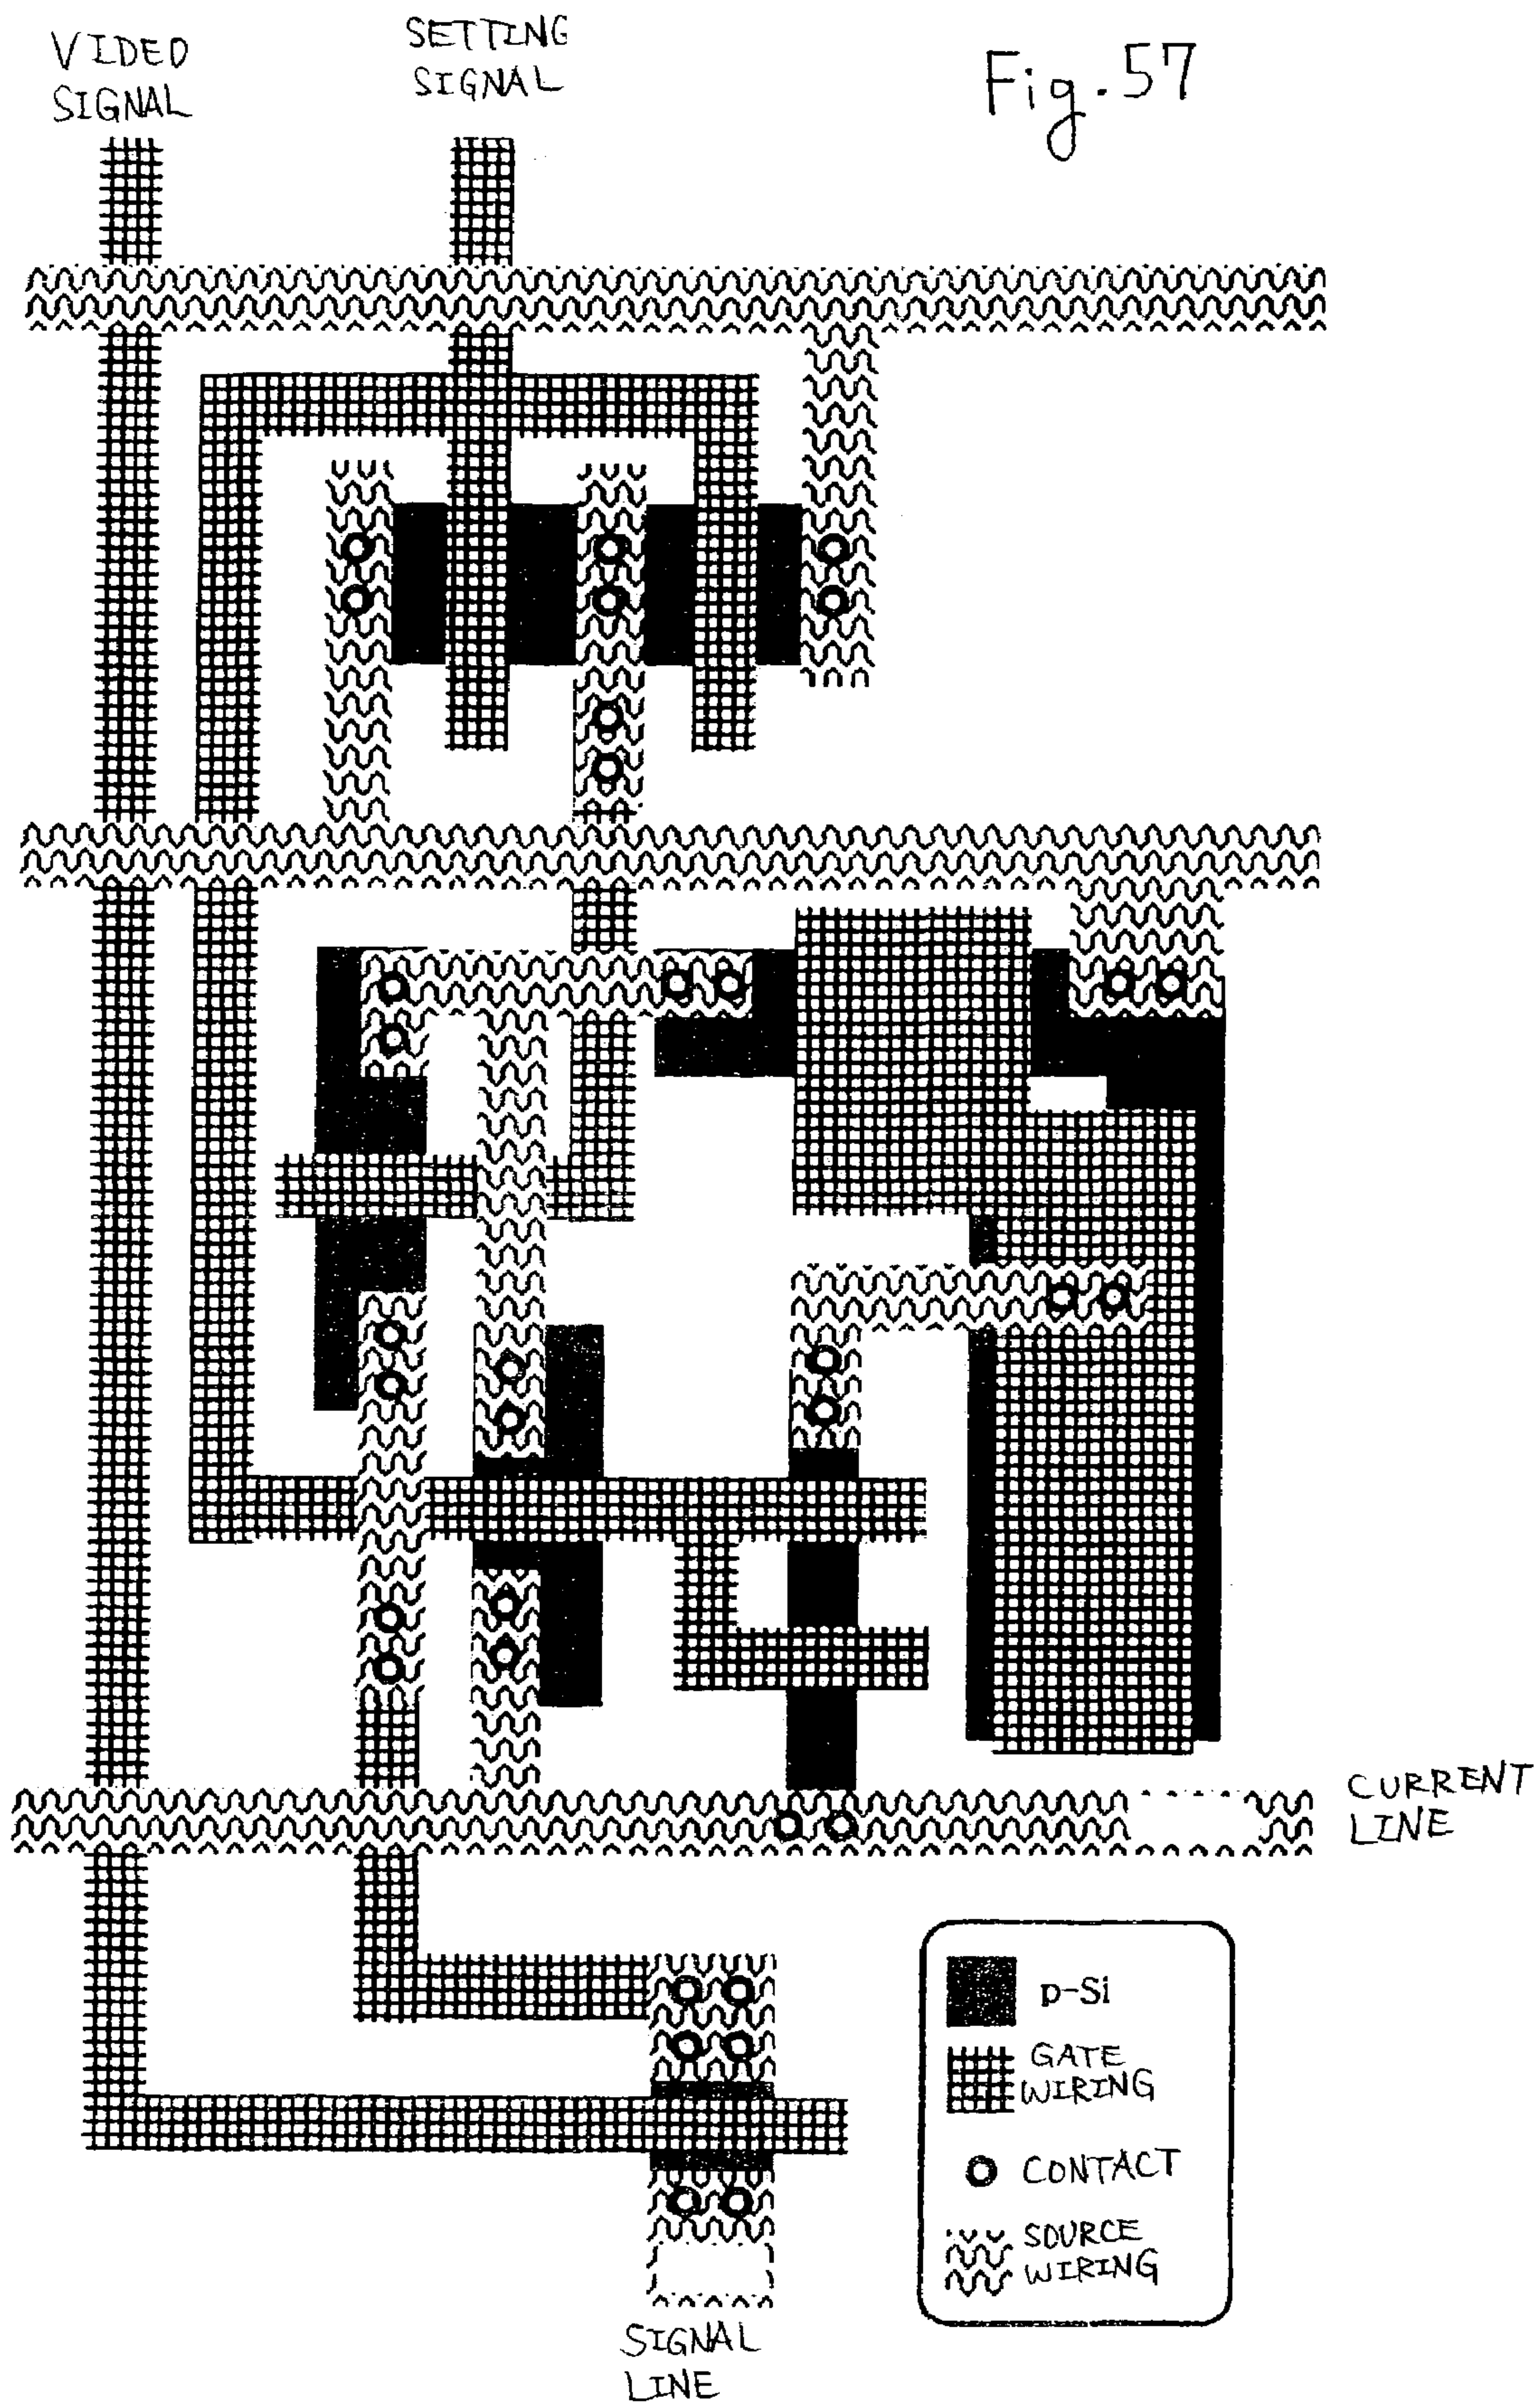 VIDEO
SIGNAL
SETTING
SIGNAL
Fig. 57
CURRENT
LINE
p-Si
GATE
WIRING
CONTACT
SOURCE
WIRING
SIGNAL
LINE